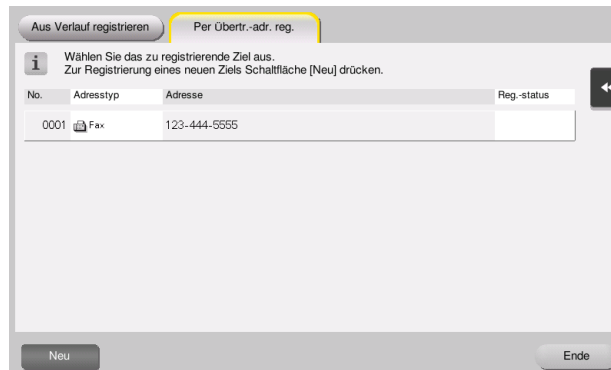 Aus Verlauf registrieren
Per Übertr.-adr. reg.
Wählen Sie das zu registrierende Ziel aus.
Zur Registrierung eines neuen Ziels Schaltfläche [Neu] drücken.
No. Adresstyp Adresse Reg.-status
0001 Fax 123-444-5555
Neu Ende